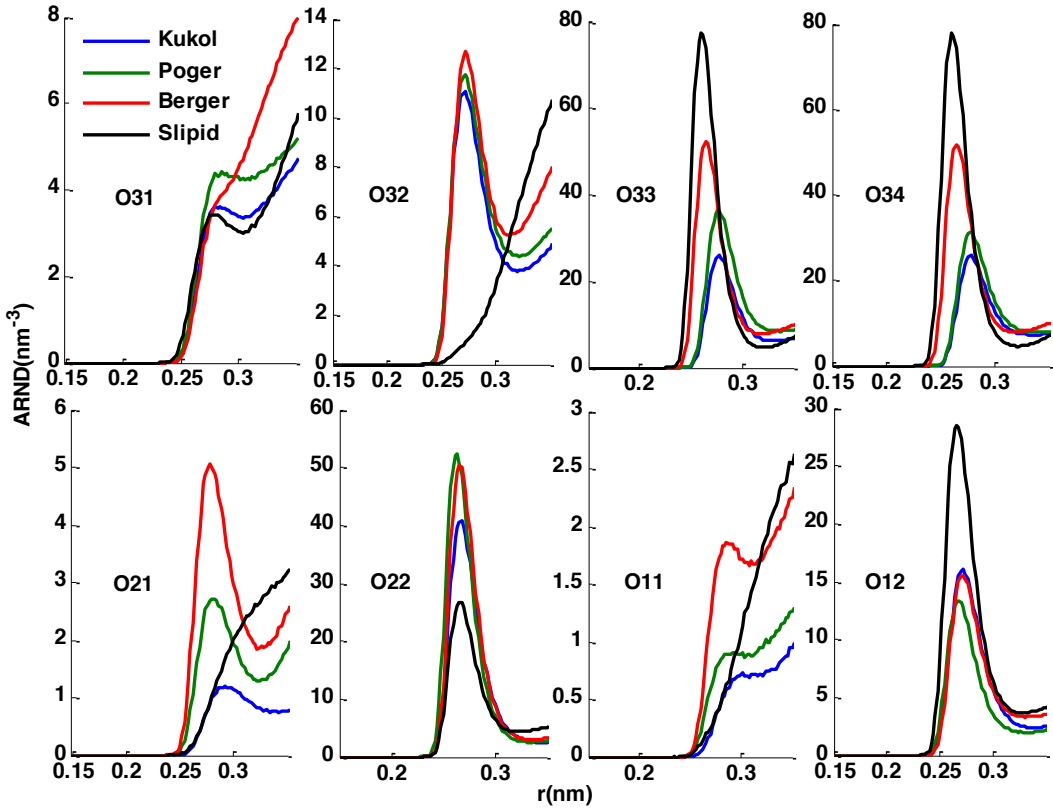 8
Kukol
Poger
Berger
Slipid
6
4
O31
2
0
0.15 0.2 0.25 0.3
14
12
10
8
O32
6
4
2
0
0.15 0.2 0.25 0.3
80
60
O33
40
20
0
0.2 0.3
80
60
O34
40
20
0
0.15 0.2 0.25 0.3
ARND(nm⁻³)
6
5
4
3
O21
2
1
0
0.15 0.2 0.25 0.3
60
50
40
30
O22
20
10
0
0.2 0.3
3
2.5
2
1.5
O11
1
0.5
0
0.2 0.3
30
25
20
15
O12
10
5
0
0.15 0.2 0.25 0.3
r(nm)